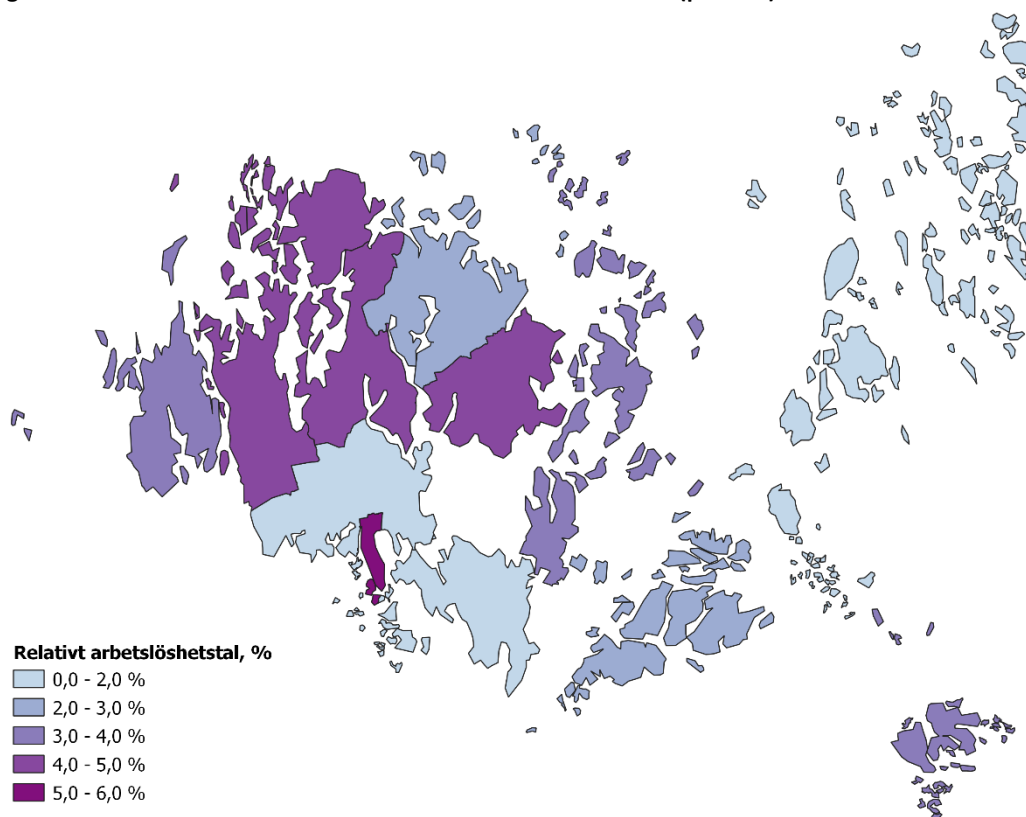 Relativt arbetslöshetstal, %
0,0 - 2,0 %
2,0 - 3,0 %
3,0 - 4,0 %
4,0 - 5,0 %
5,0 - 6,0 %